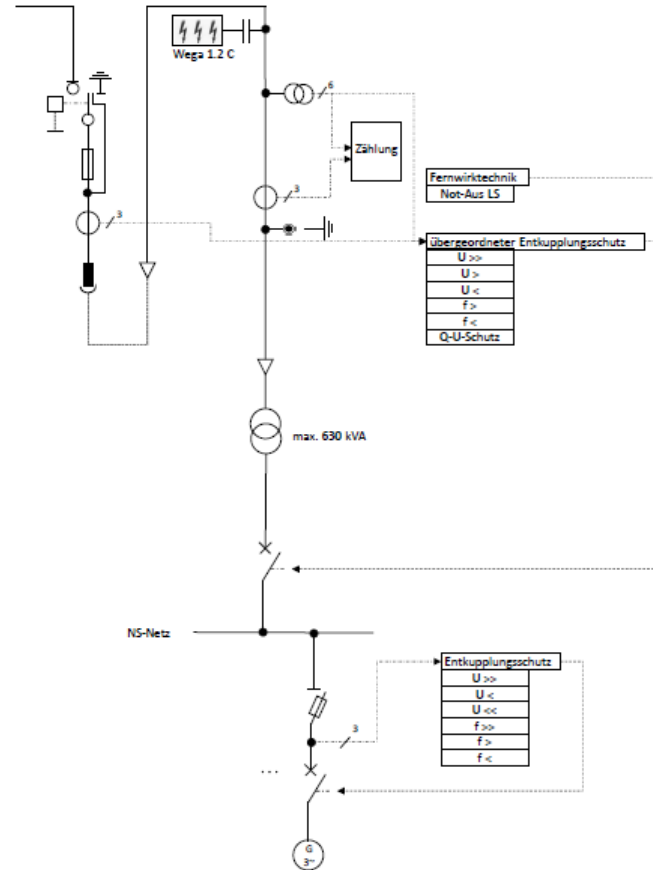 Wega 1.2 C
6
Zählung
3
3
Fernwirktechnik
Not-Aus LS
übergeordneter Entkupplungsschutz
U >>
U >
U <
f >
f <
Q-U-Schutz
max. 630 kVA
NS-Netz
Entkupplungsschutz
U >>
U <
U <<
f >>
f >
f <
3
...
G
3~